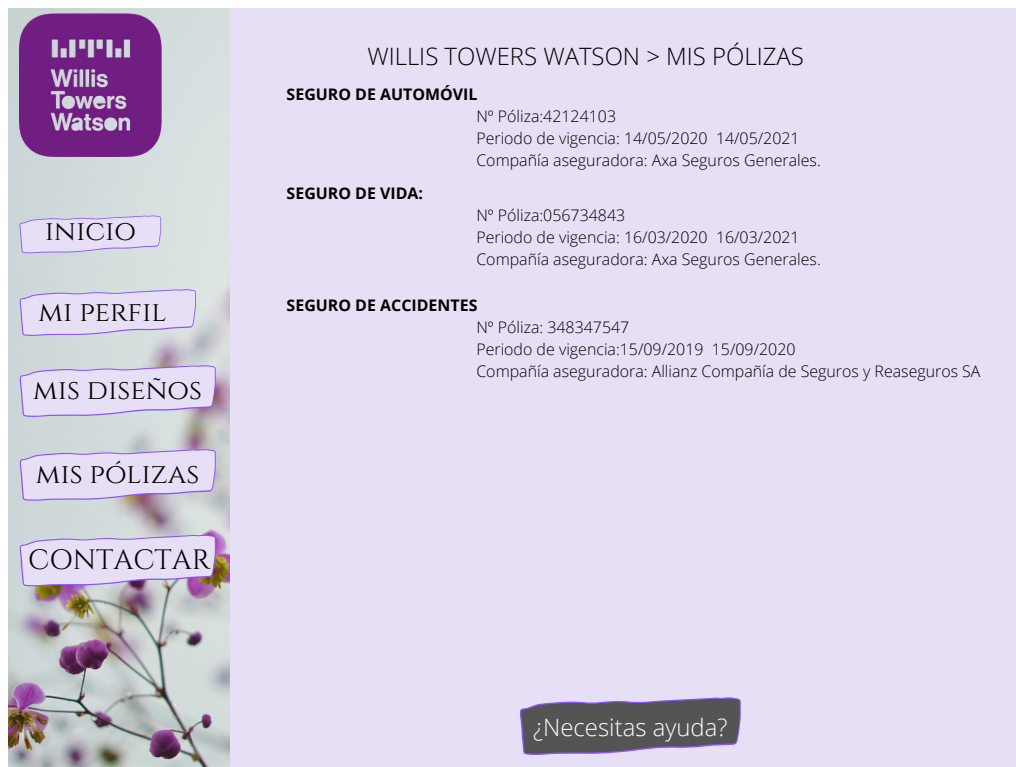 Willis
Towers
Watson
INICIO
MI PERFIL
MIS DISEÑOS
MIS PÓLIZAS
CONTACTAR
WILLIS TOWERS WATSON > MIS PÓLIZAS
SEGURO DE AUTOMÓVIL
Nº Póliza:42124103
Periodo de vigencia: 14/05/2020  14/05/2021
Compañía aseguradora: Axa Seguros Generales.
SEGURO DE VIDA:
Nº Póliza:056734843
Periodo de vigencia: 16/03/2020  16/03/2021
Compañía aseguradora: Axa Seguros Generales.
SEGURO DE ACCIDENTES
Nº Póliza: 348347547
Periodo de vigencia:15/09/2019  15/09/2020
Compañía aseguradora: Allianz Compañía de Seguros y Reaseguros SA
¿Necesitas ayuda?